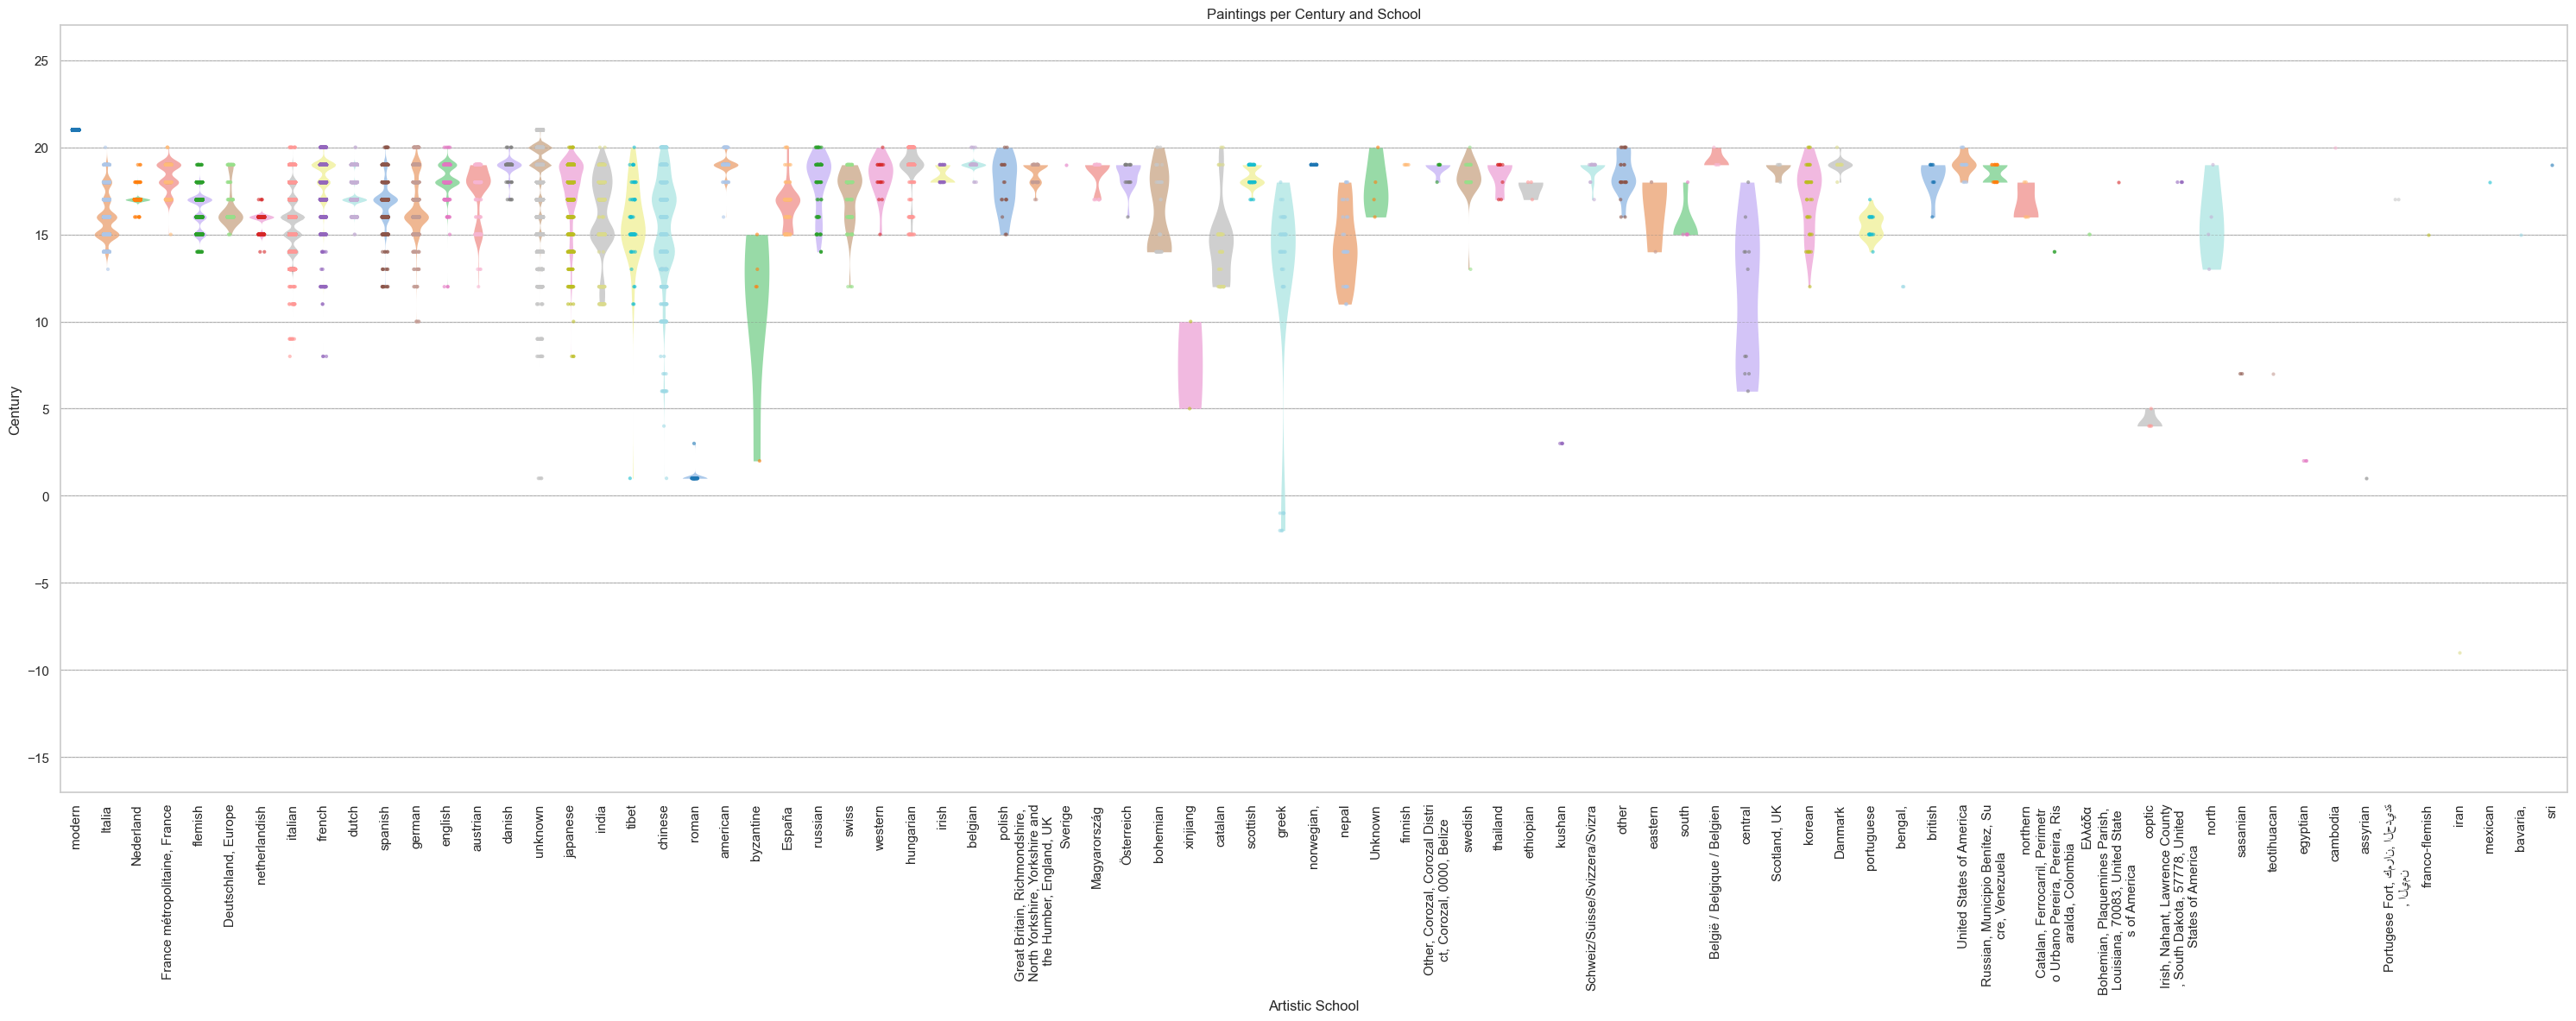 Paintings per Century and School
Century
25
20
15
10
5
0
−5
−10
−15
modern
Italia
Nederland
France métropolitaine, France
flemish
Deutschland, Europe
netherlandish
italian
french
dutch
spanish
german
english
austrian
danish
unknown
japanese
india
tibet
chinese
roman
american
byzantine
España
russian
swiss
western
hungarian
irish
belgian
polish
Great Britain, Richmondshire,
North Yorkshire, Yorkshire and
the Humber, England, UK
Sverige
Magyarország
Österreich
bohemian
xinjiang
catalan
scottish
greek
norwegian,
nepal
Unknown
finnish
Other, Corozal, Corozal Distri
ct, Corozal, 0000, Belize
swedish
thailand
ethiopian
kushan
Schweiz/Suisse/Svizzera/Svizra
other
eastern
south
België / Belgique / Belgien
central
Scotland, UK
korean
Danmark
portuguese
bengal,
british
United States of America
Russian, Municipio Benítez, Su
cre, Venezuela
northern
Catalan, Ferrocarril, Perimetr
o Urbano Pereira, Pereira, Ris
aralda, Colombia
Ελλάδα
Bohemian, Plaquemines Parish,
Louisiana, 70083, United State
s of America
coptic
Irish, Nahant, Lawrence County
, South Dakota, 57778, United
States of America
north
sasanian
teotihuacan
egyptian
cambodia
assyrian
Portugese Fort, كمران, الحديدة
, اليمن
franco-flemish
iran
mexican
bavaria,
sri
Artistic School